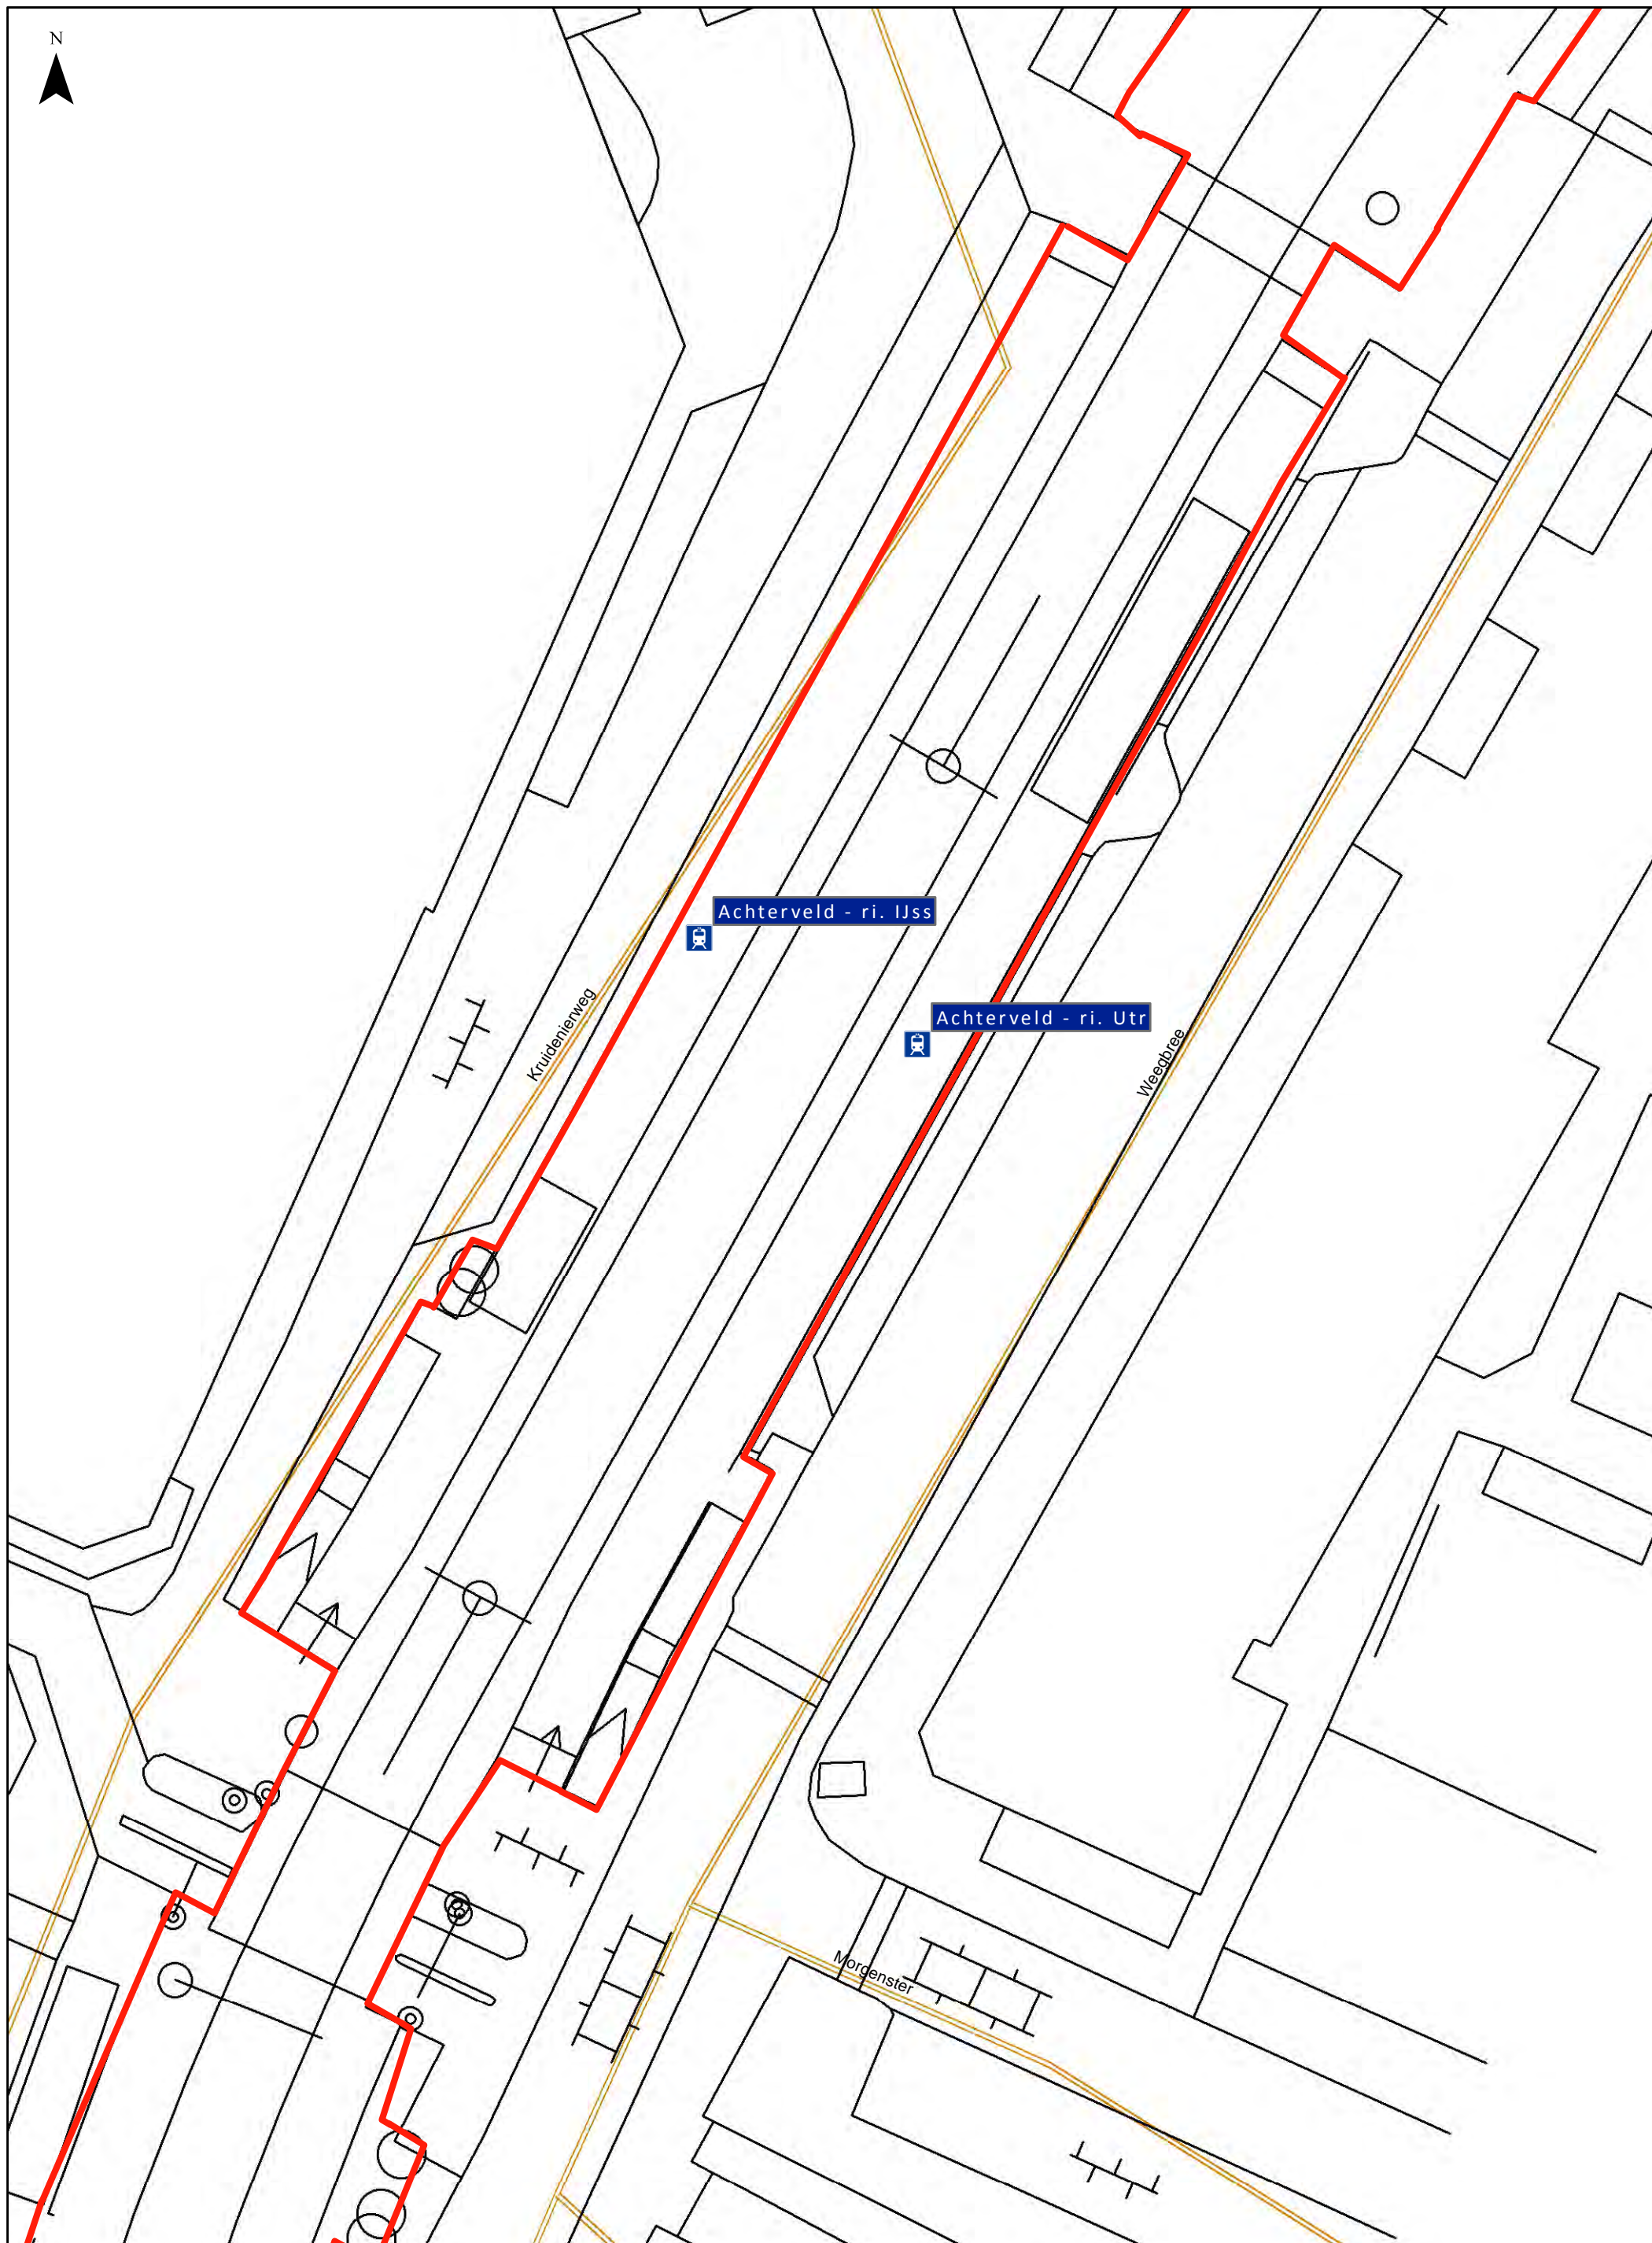 N
Achterveld - ri. IJss
Achterveld - ri. Utr
Kruidenierweg
Weegbree
Morgenster